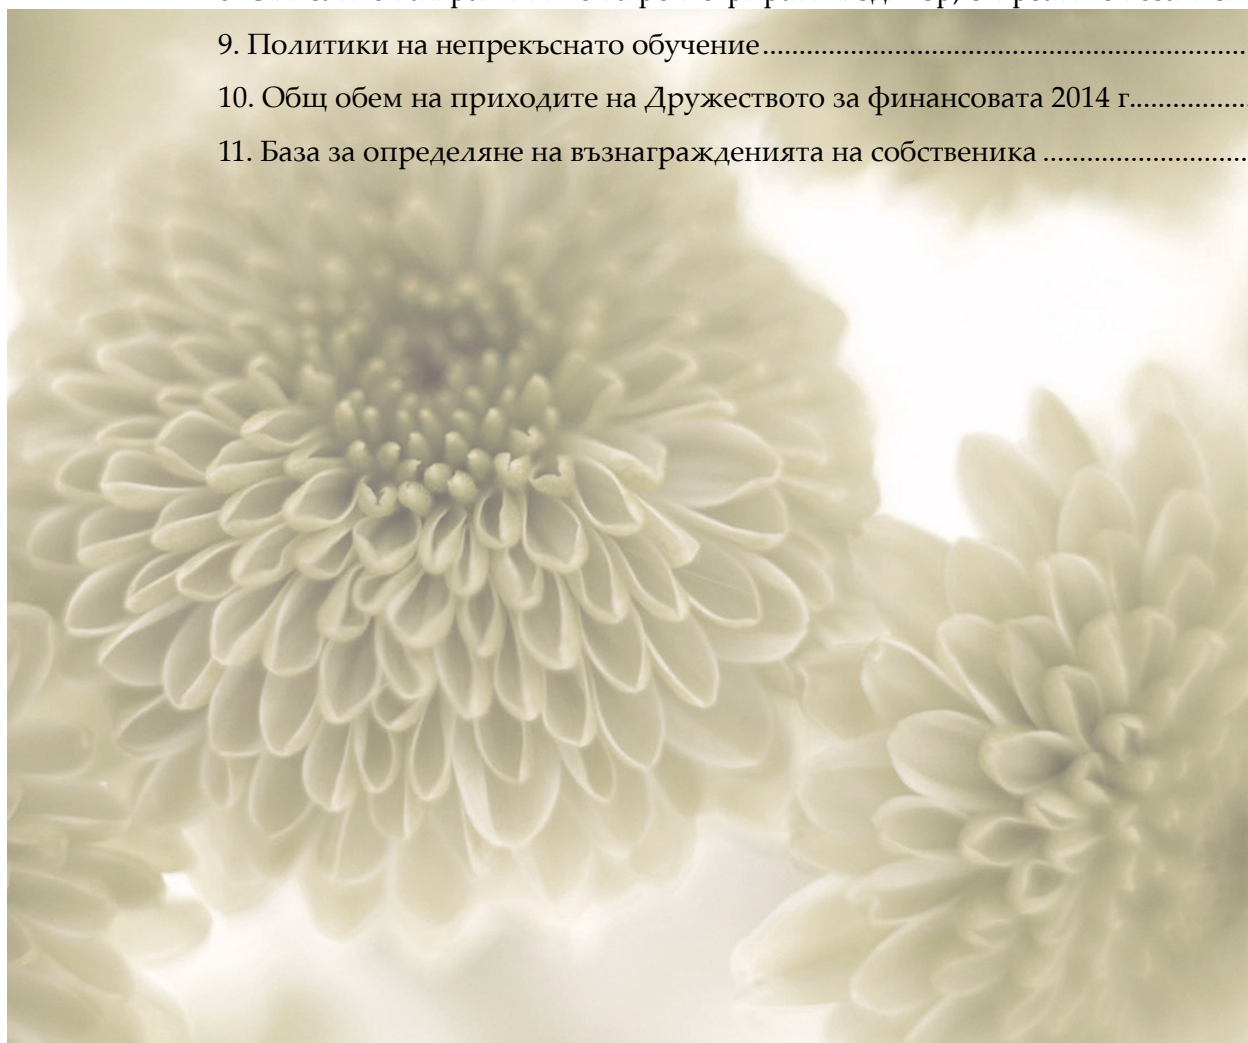 9. Политики на непрекъснато обучение
10. Общ обем на приходите на Дружеството за финансовата 2014 г.
11. База за определяне на възнагражденията на собственика